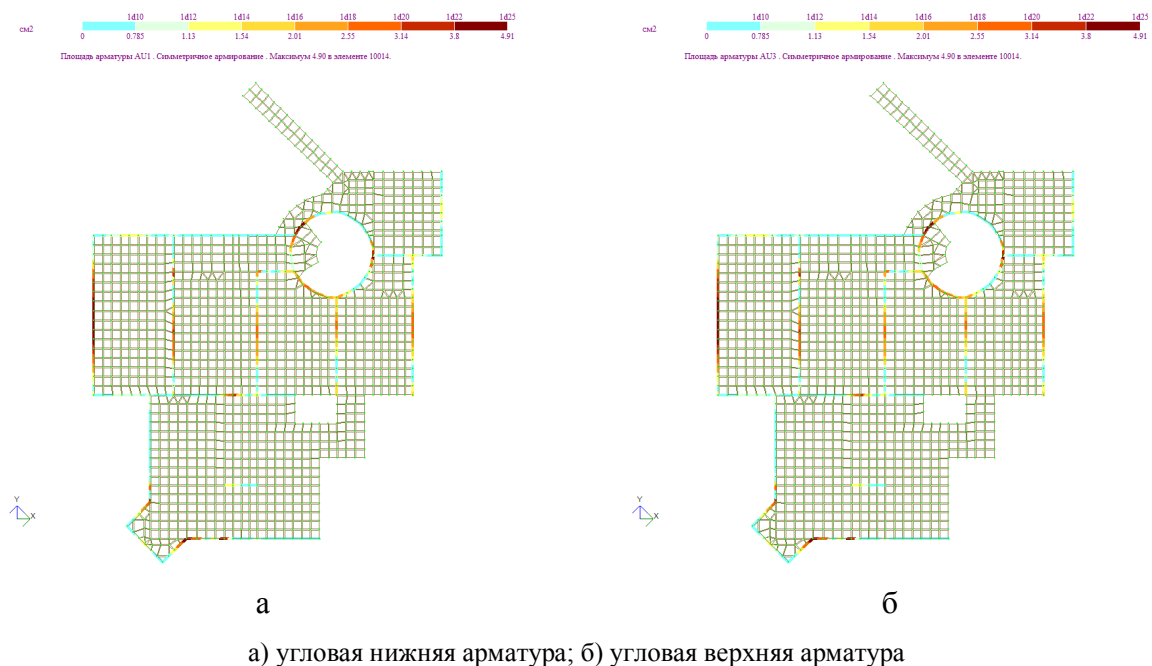 1d10 1d12 1d14 1d16 1d18 1d20 1d22 1d25
см2
0 0.785 1.13 1.54 2.01 2.55 3.14 3.8 4.91
Площадь арматуры AU1 . Симметричное армирование . Максимум 4.90 в элементе 10014.
1d10 1d12 1d14 1d16 1d18 1d20 1d22 1d25
см2
0 0.785 1.13 1.54 2.01 2.55 3.14 3.8 4.91
Площадь арматуры AU3 . Симметричное армирование . Максимум 4.90 в элементе 10014.
Y
X
Y
X
а
б
а) угловая нижняя арматура; б) угловая верхняя арматура